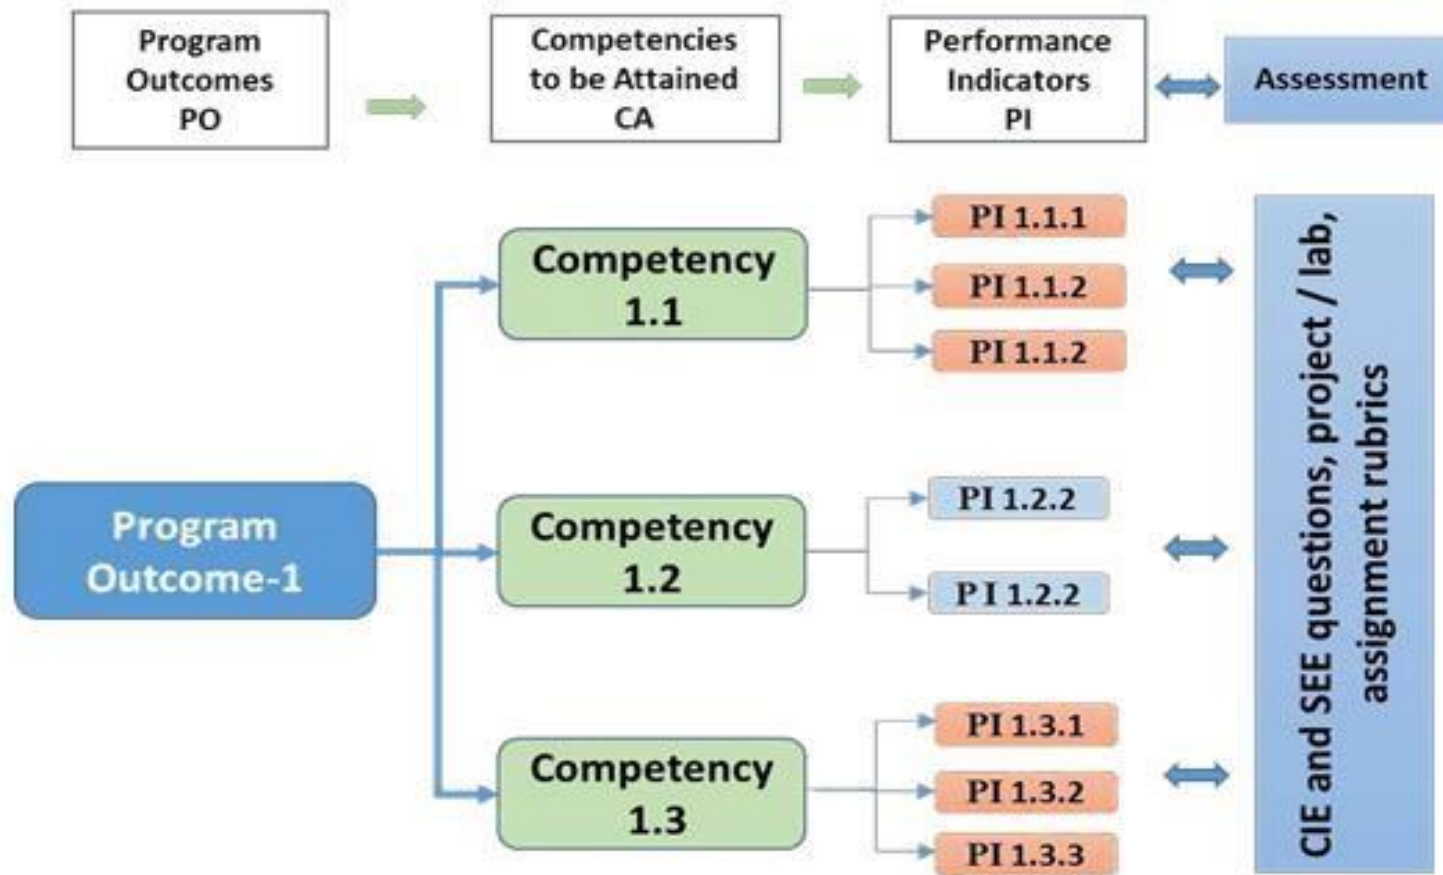 Program
Outcomes
PO
Competencies
to be Attained
CA
Performance
Indicators
PI
Assessment
Program
Outcome-1
Competency
1.1
PI 1.1.1
PI 1.1.2
PI 1.1.2
Competency
1.2
PI 1.2.2
P I 1.2.2
Competency
1.3
PI 1.3.1
PI 1.3.2
PI 1.3.3
CIE and SEE questions, project / lab,
assignment rubrics